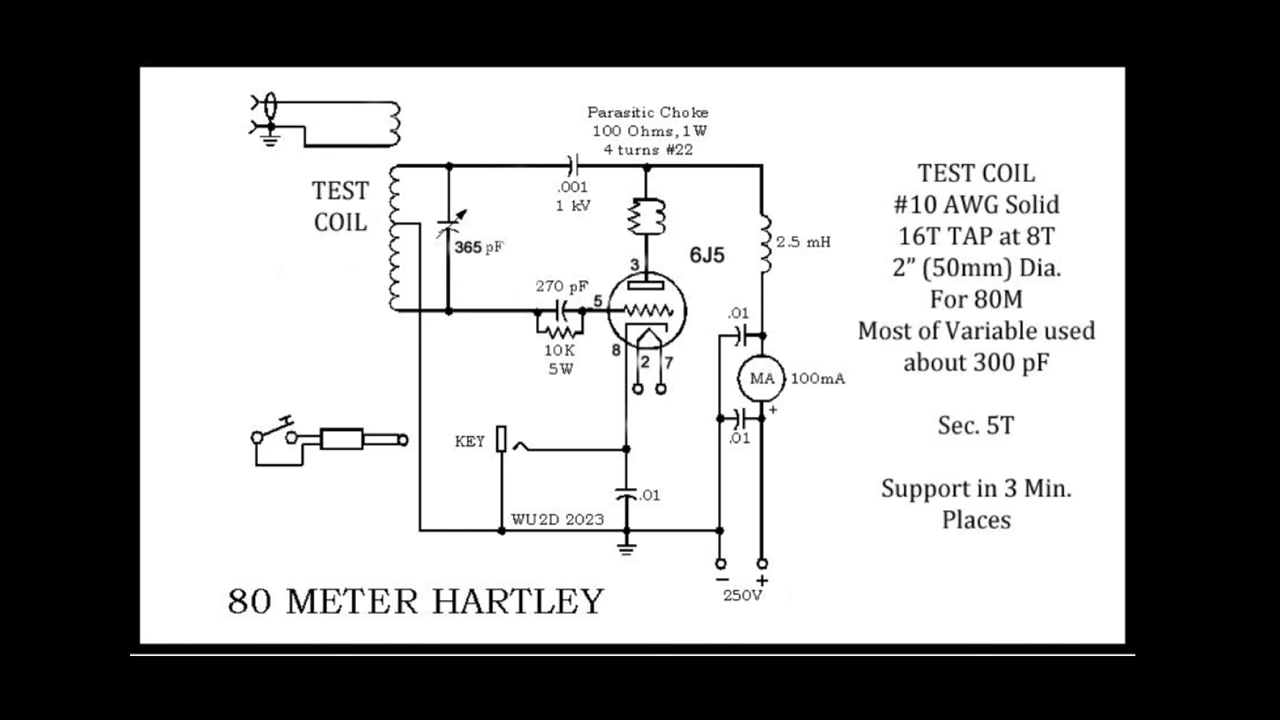 Parasitic Choke
100 Ohms, 1W
4 turns #22
TEST
COIL
.001
1 kV
365 pF
2.5 mH
6J5
3
270 pF
5
10K
5W
8
2
7
.01
MA
100mA
+
.01
KEY
.01
WU2D 2023
–
+
250V
80 METER HARTLEY
TEST COIL
#10 AWG Solid
16T TAP at 8T
2” (50mm) Dia.
For 80M
Most of Variable used
about 300 pF
Sec. 5T
Support in 3 Min.
Places